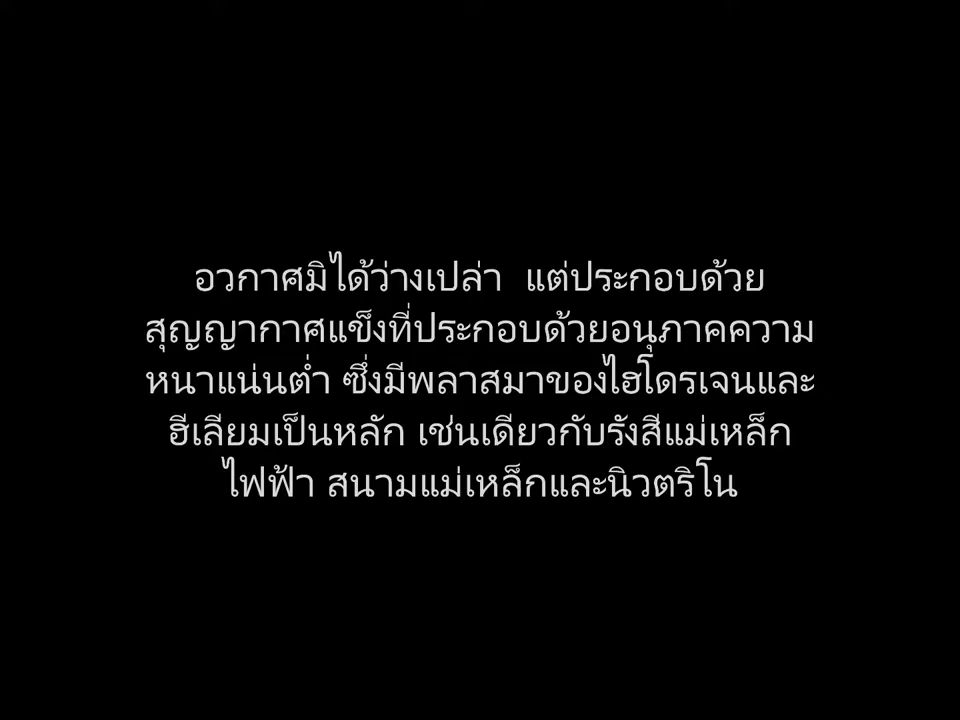 อวกาศมิได้ว่างเปล่า  แต่ประกอบด้วย
สุญญากาศแข็งที่ประกอบด้วยอนุภาคความ
หนาแน่นต่ำ ซึ่งมีพลาสมาของไฮโดรเจนและ
ฮีเลียมเป็นหลัก เช่นเดียวกับรังสีแม่เหล็ก
ไฟฟ้า สนามแม่เหล็กและนิวตริโน